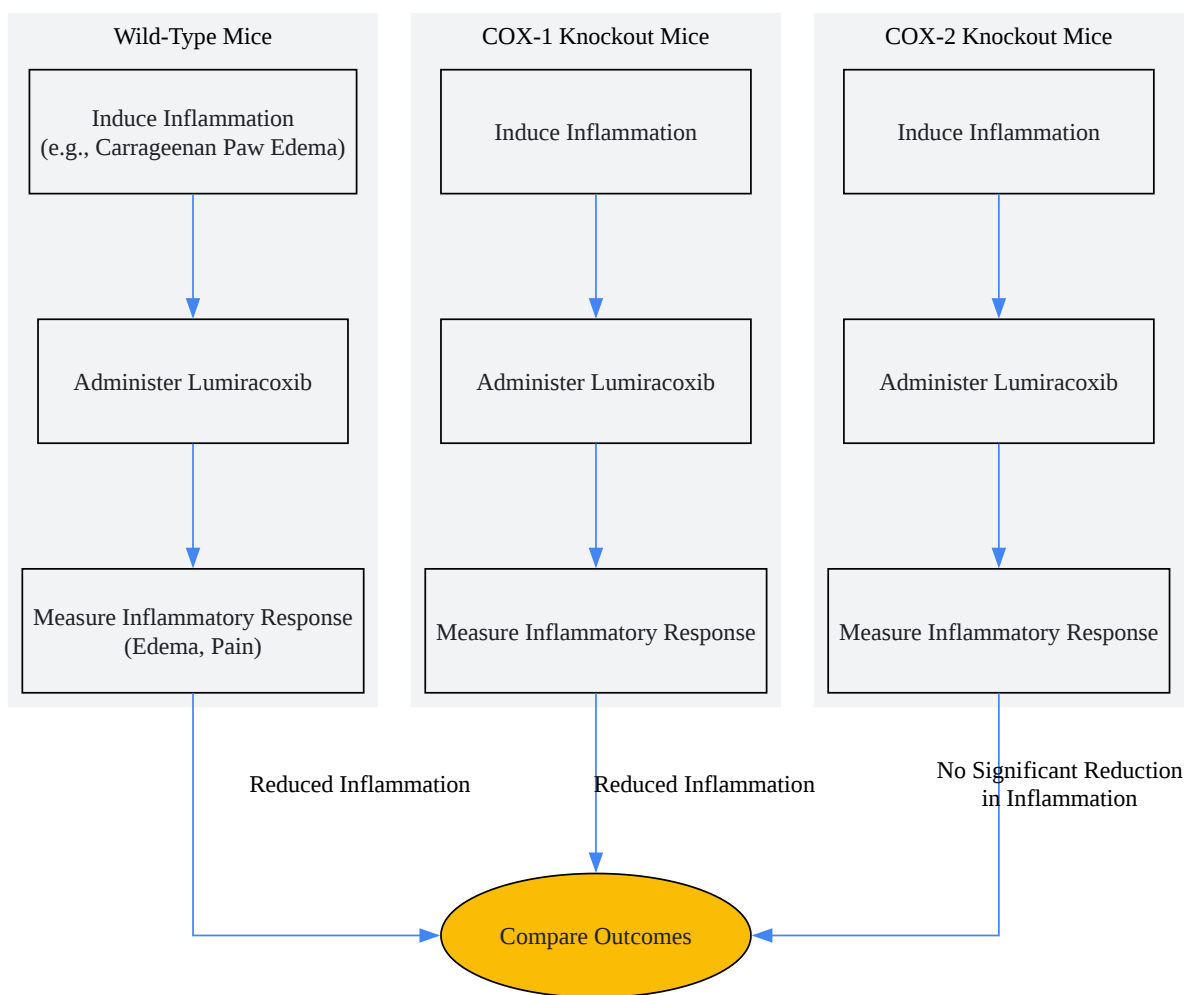 Wild-Type Mice
Induce Inflammation
(e.g., Carrageenan Paw Edema)
Administer Lumiracoxib
Measure Inflammatory Response
(Edema, Pain)
Reduced Inflammation
COX-1 Knockout Mice
Induce Inflammation
Administer Lumiracoxib
Measure Inflammatory Response
Reduced Inflammation
COX-2 Knockout Mice
Induce Inflammation
Administer Lumiracoxib
Measure Inflammatory Response
No Significant Reduction
in Inflammation
Compare Outcomes